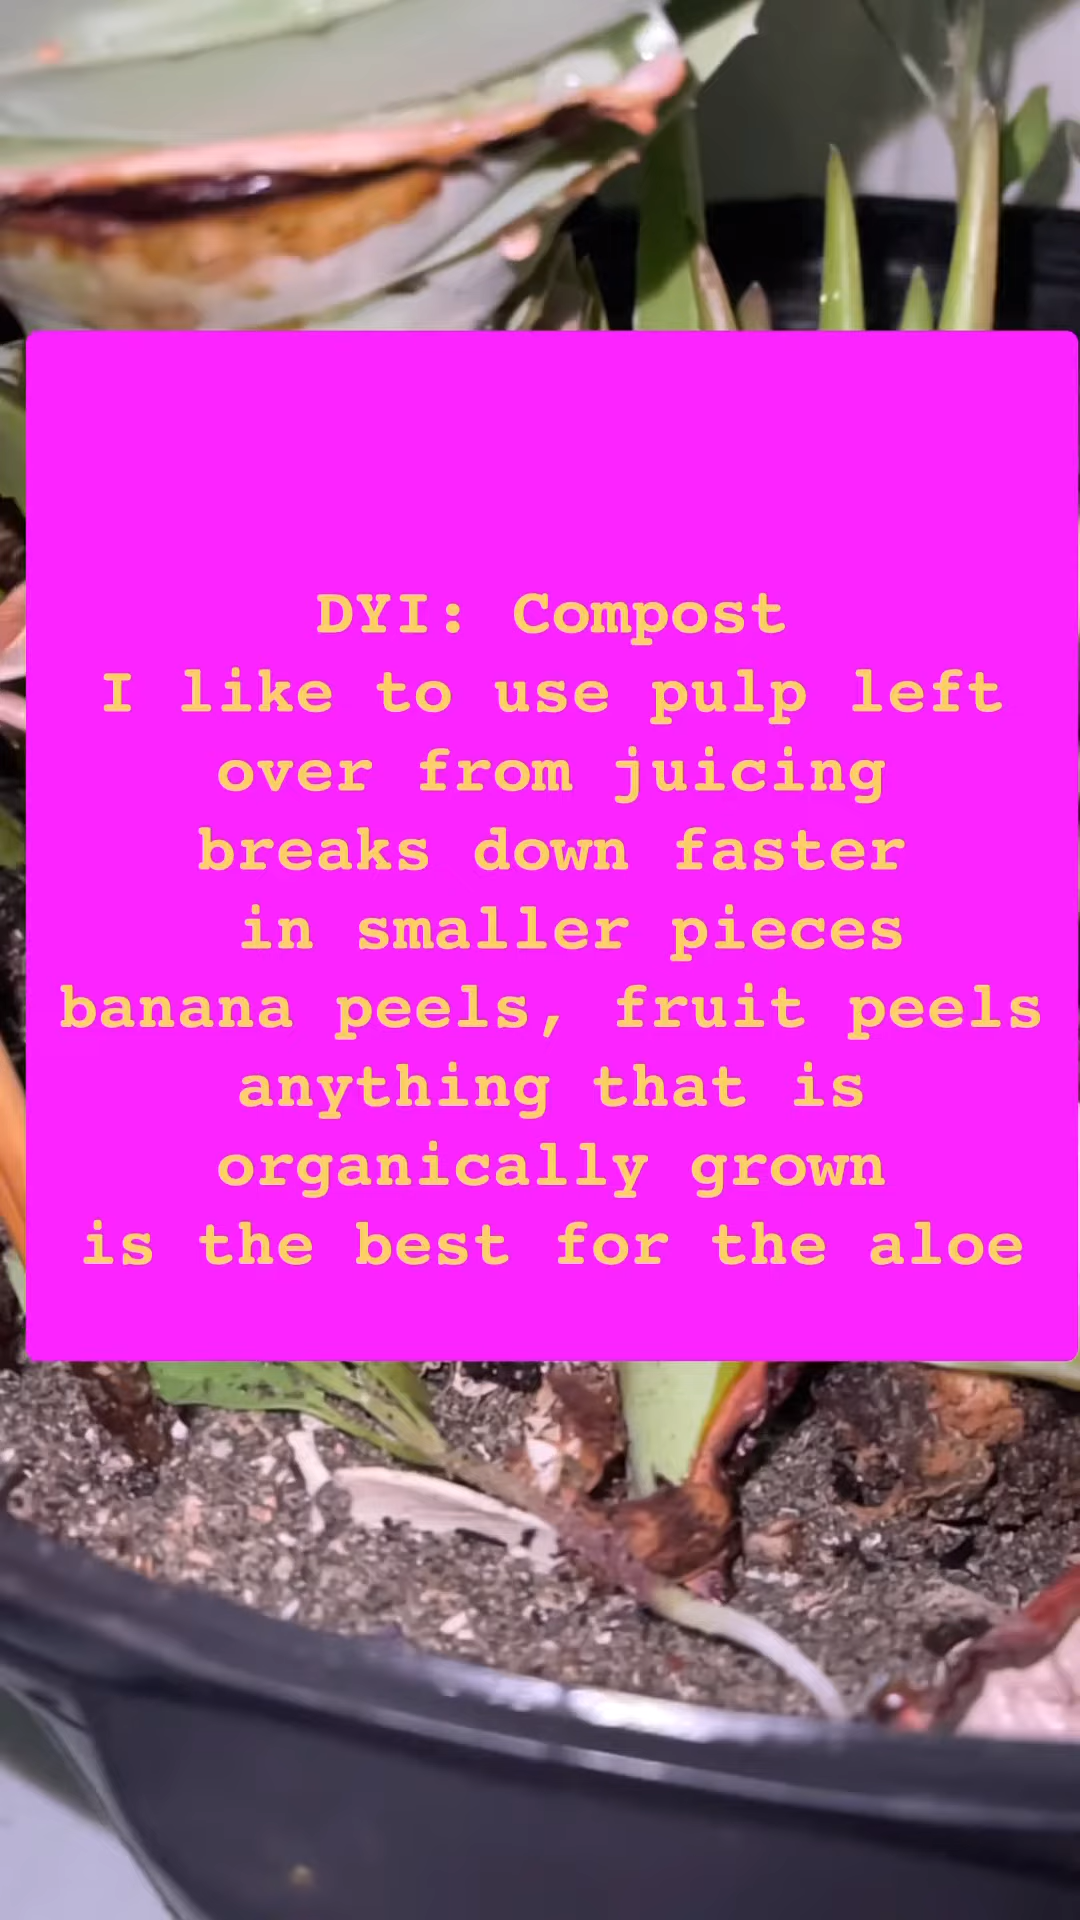 DYI: Compost
I like to use pulp left
over from juicing
breaks down faster
in smaller pieces
banana peels, fruit peels
anything that is
organically grown
is the best for the aloe